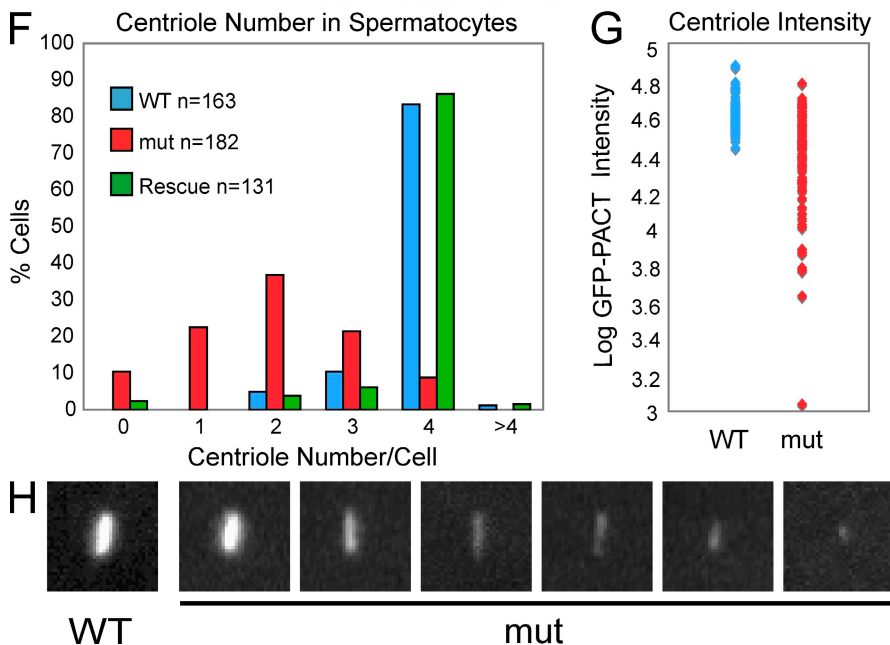 F
Centriole Number in Spermatocytes
100
90
80
70
60
50
40
30
20
10
0
% Cells
WT n=163
mut n=182
Rescue n=131
0 1 2 3 4 >4
Centriole Number/Cell
G
Centriole Intensity
5
4.8
4.6
4.4
4.2
4
3.8
3.6
3.4
3.2
3
Log GFP-PACT Intensity
WT mut
H
WT mut